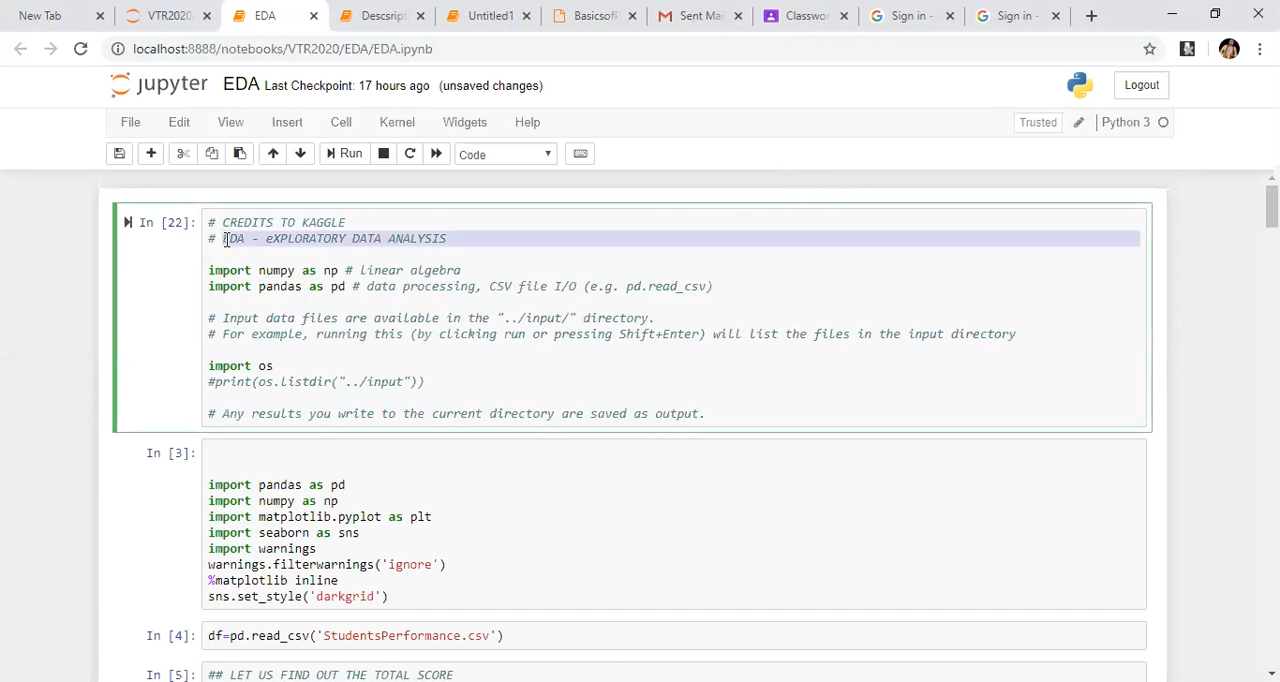 New Tab
VTR2020
EDA
Descsript
Untitled1
Basicsof
Sent Mai
Classwo
Sign in -
Sign in -
localhost:8888/notebooks/VTR2020/EDA/EDA.ipynb
jupyter EDA Last Checkpoint: 17 hours ago (unsaved changes)
Logout
File Edit View Insert Cell Kernel Widgets Help
Trusted Python 3
Run Code
In [22]:
# CREDITS TO KAGGLE
# EDA - eXPLORATORY DATA ANALYSIS
import numpy as np # linear algebra
import pandas as pd # data processing, CSV file I/O (e.g. pd.read_csv)
# Input data files are available in the "../input/" directory.
# For example, running this (by clicking run or pressing Shift+Enter) will list the files in the input directory
import os
#print(os.listdir("../input"))
# Any results you write to the current directory are saved as output.
In [3]:
import pandas as pd
import numpy as np
import matplotlib.pyplot as plt
import seaborn as sns
import warnings
warnings.filterwarnings('ignore')
%matplotlib inline
sns.set_style('darkgrid')
In [4]: df=pd.read_csv('StudentsPerformance.csv')
In [5]: ## LET US FIND OUT THE TOTAL SCORE